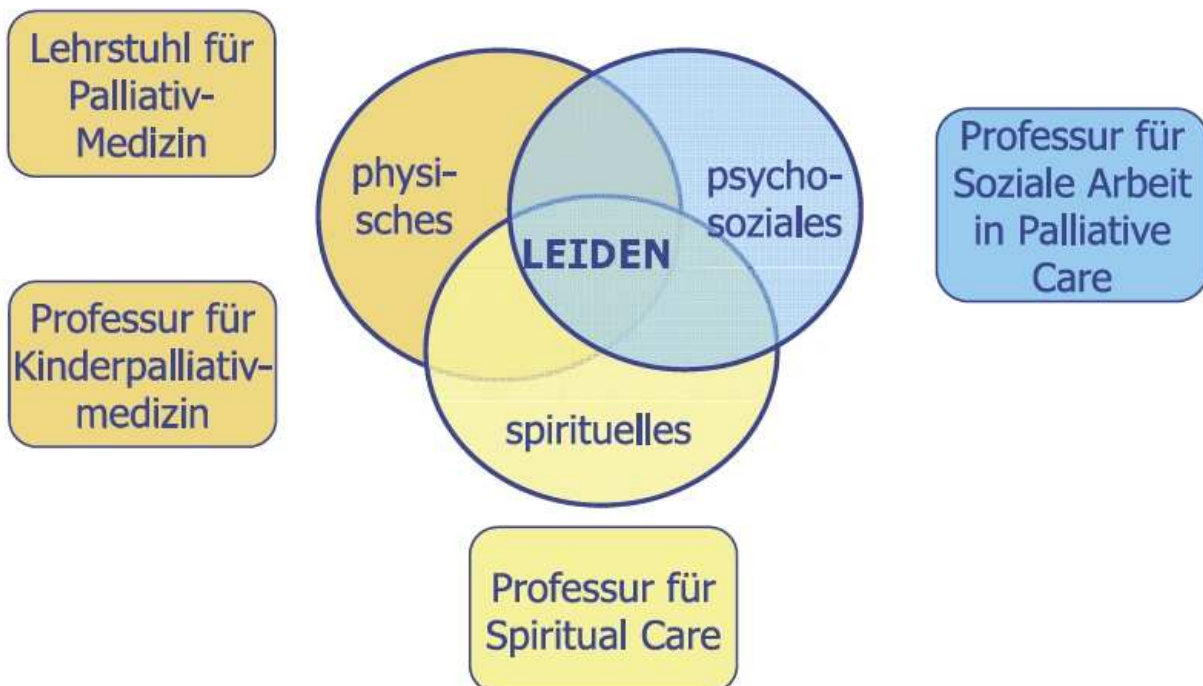 Lehrstuhl für
Palliativ-
Medizin
Professur für
Kinderpalliativ-
medizin
physi-
sches
psycho-
soziales
LEIDEN
spirituelles
Professur für
Soziale Arbeit
in Palliative
Care
Professur für
Spiritual Care